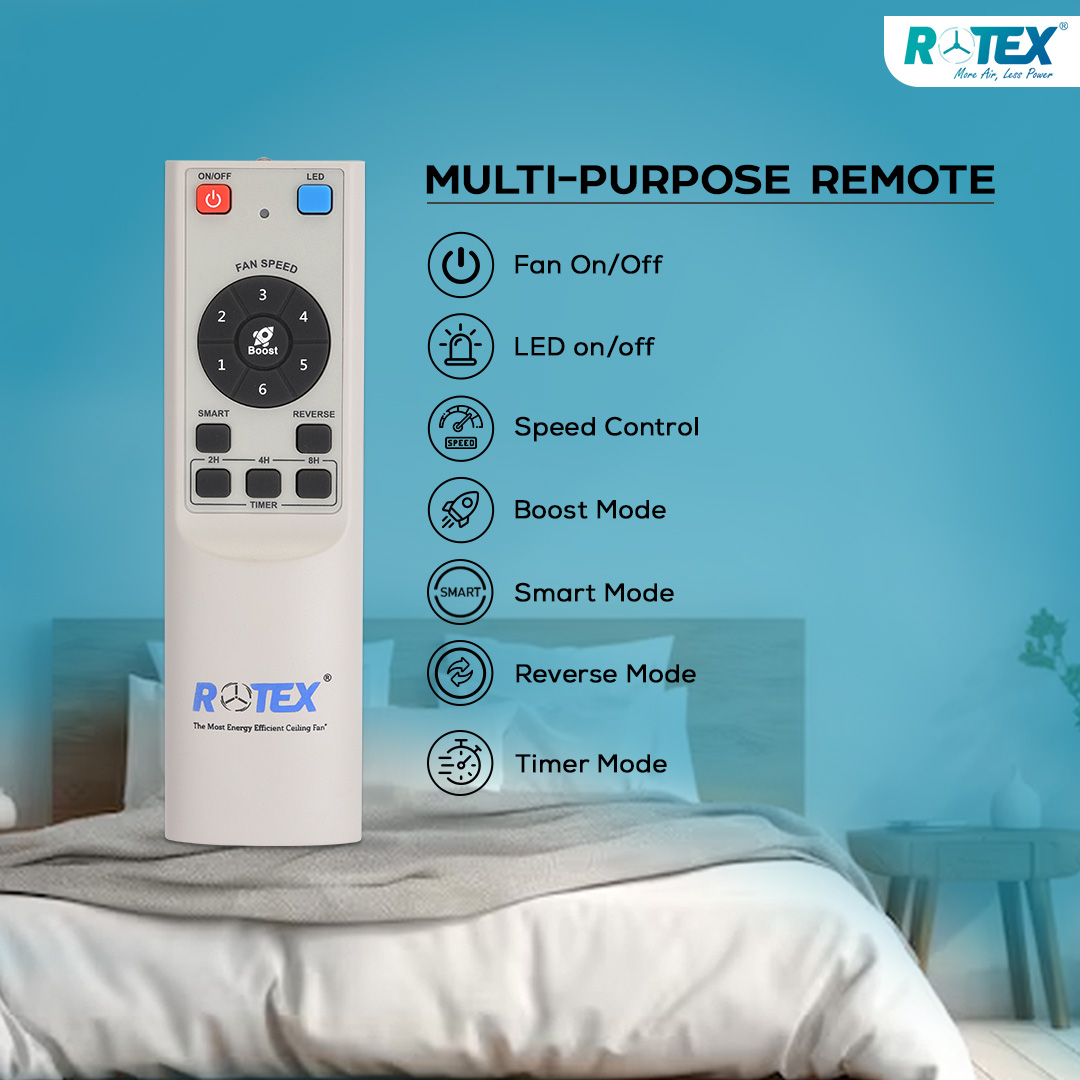 ROTEX®
More Air, Less Power
MULTI-PURPOSE REMOTE
Fan On/Off
LED on/off
Speed Control
SPEED
Boost Mode
SMART
Smart Mode
Reverse Mode
Timer Mode
ON/OFF LED
FAN SPEED
3
2 4
Boost
1 5
6
SMART REVERSE
2H 4H 8H
TIMER
ROTEX®
The Most Energy Efficient Ceiling Fan*